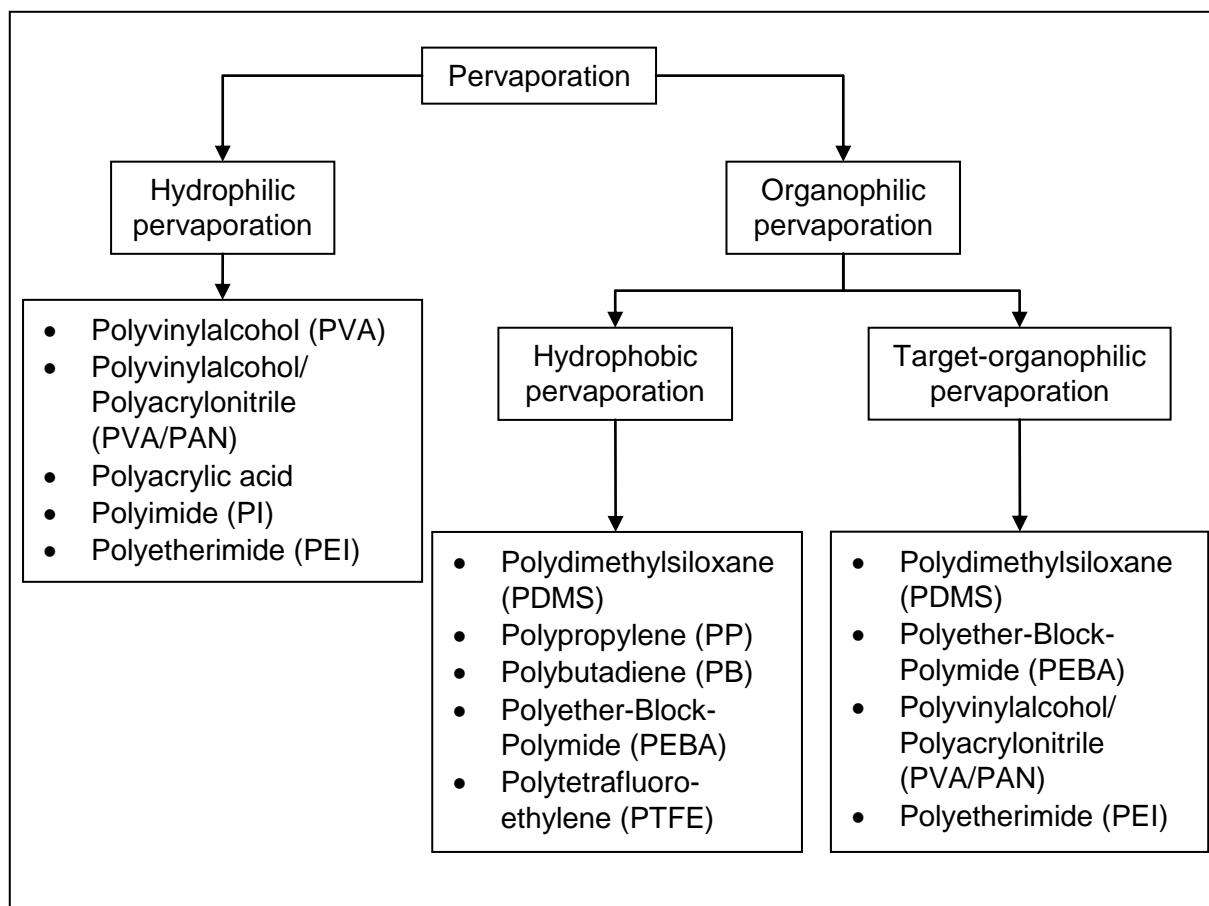 Pervaporation
Hydrophilic
pervaporation
Organophilic
pervaporation
• Polyvinylalcohol (PVA)
• Polyvinylalcohol/
Polyacrylonitrile
(PVA/PAN)
• Polyacrylic acid
• Polyimide (PI)
• Polyetherimide (PEI)
Hydrophobic
pervaporation
Target-organophilic
pervaporation
• Polydimethylsiloxane
(PDMS)
• Polypropylene (PP)
• Polybutadiene (PB)
• Polyether-Block-
Polymide (PEBA)
• Polytetrafluoro-
ethylene (PTFE)
• Polydimethylsiloxane
(PDMS)
• Polyether-Block-
Polymide (PEBA)
• Polyvinylalcohol/
Polyacrylonitrile
(PVA/PAN)
• Polyetherimide (PEI)